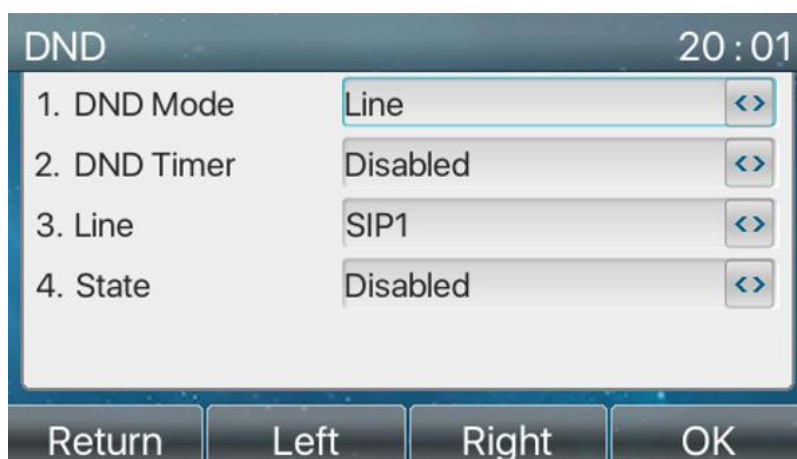 DND 20:01
1. DND Mode Line
2. DND Timer Disabled
3. Line SIP1
4. State Disabled
Return Left Right OK